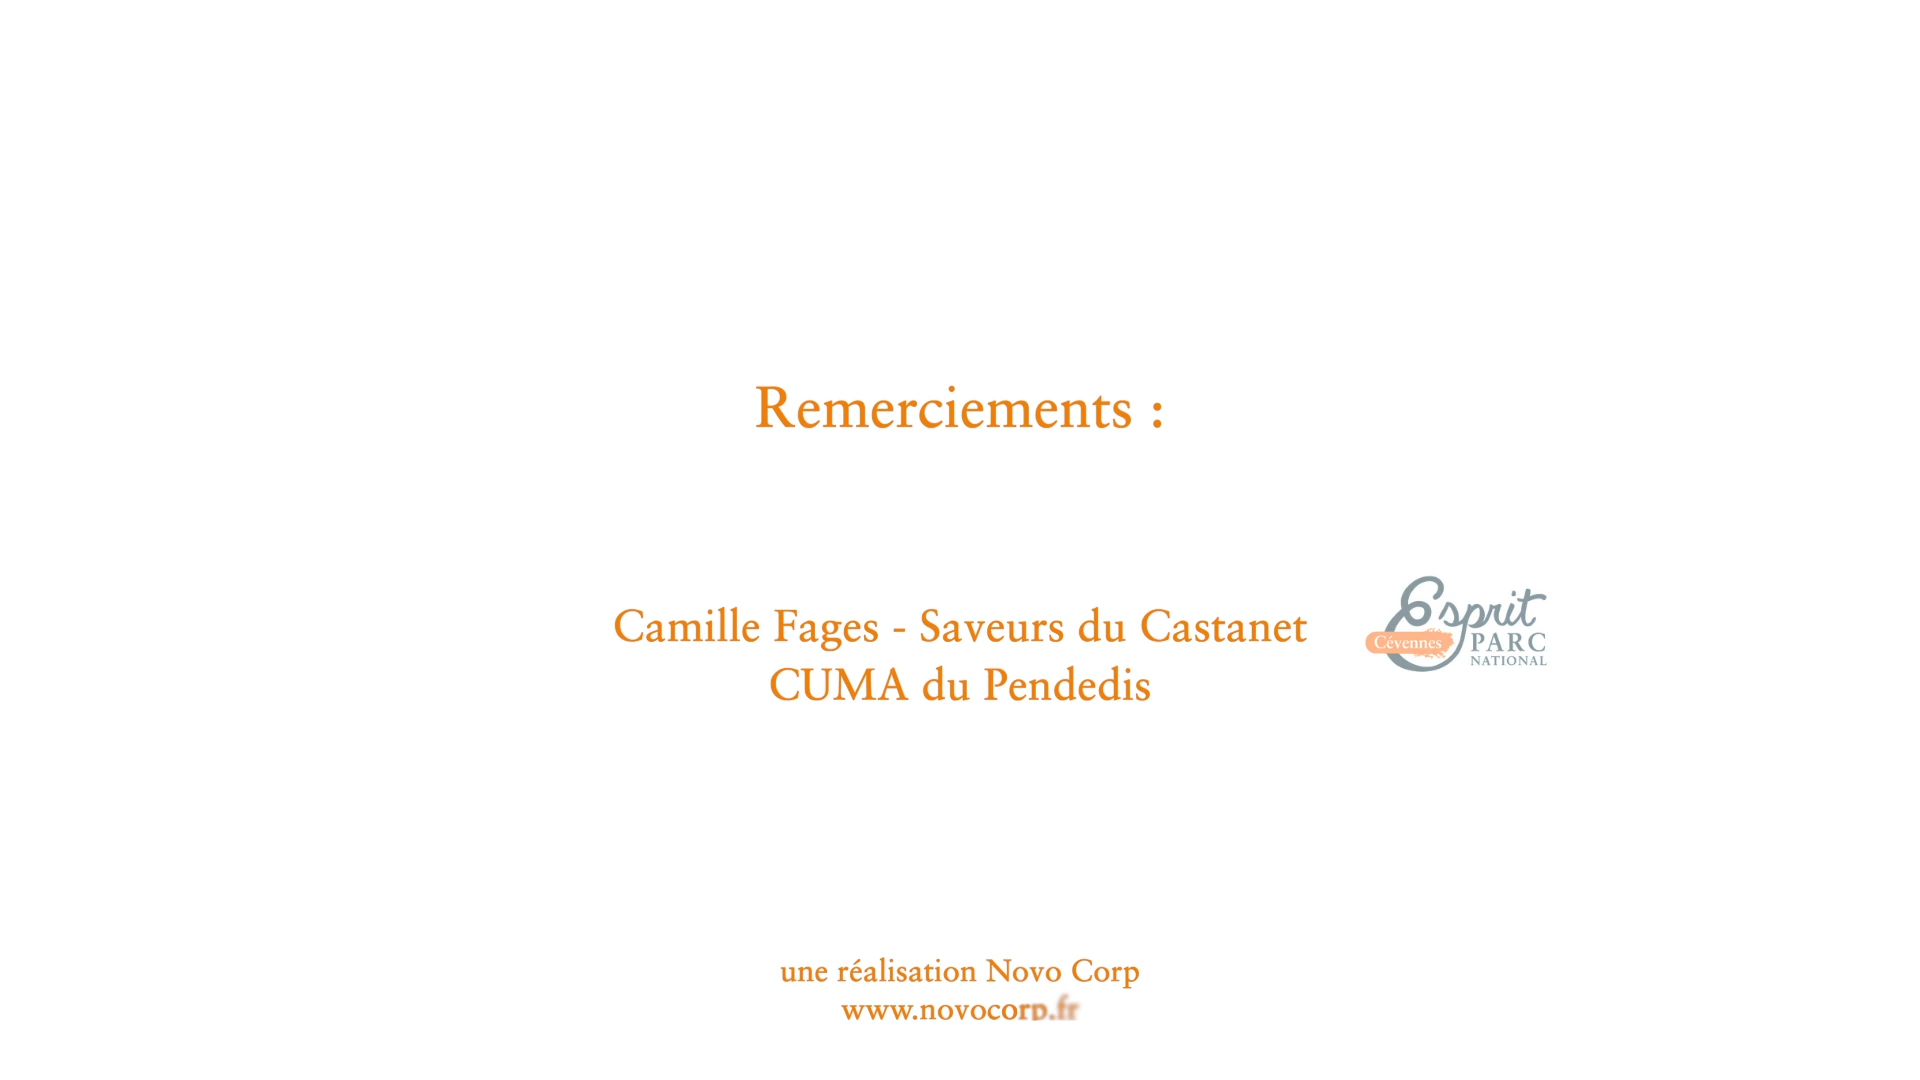 Remerciements :
Camille Fages - Saveurs du Castanet
CUMA du Pendedis
Esprit
Cévennes
PARC
NATIONAL
une réalisation Novo Corp
www.novocorp.fr